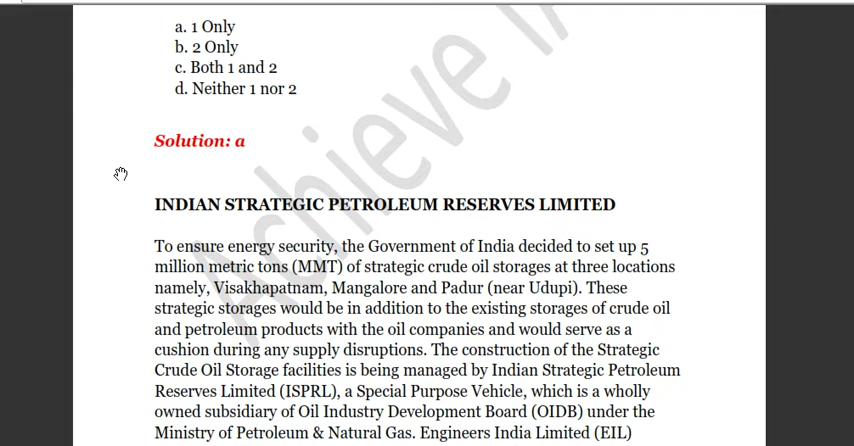 a. 1 Only
b. 2 Only
c. Both 1 and 2
d. Neither 1 nor 2
Solution: a
INDIAN STRATEGIC PETROLEUM RESERVES LIMITED
To ensure energy security, the Government of India decided to set up 5
million metric tons (MMT) of strategic crude oil storages at three locations
namely, Visakhapatnam, Mangalore and Padur (near Udupi). These
strategic storages would be in addition to the existing storages of crude oil
and petroleum products with the oil companies and would serve as a
cushion during any supply disruptions. The construction of the Strategic
Crude Oil Storage facilities is being managed by Indian Strategic Petroleum
Reserves Limited (ISPRL), a Special Purpose Vehicle, which is a wholly
owned subsidiary of Oil Industry Development Board (OIDB) under the
Ministry of Petroleum & Natural Gas. Engineers India Limited (EIL)
Achieve